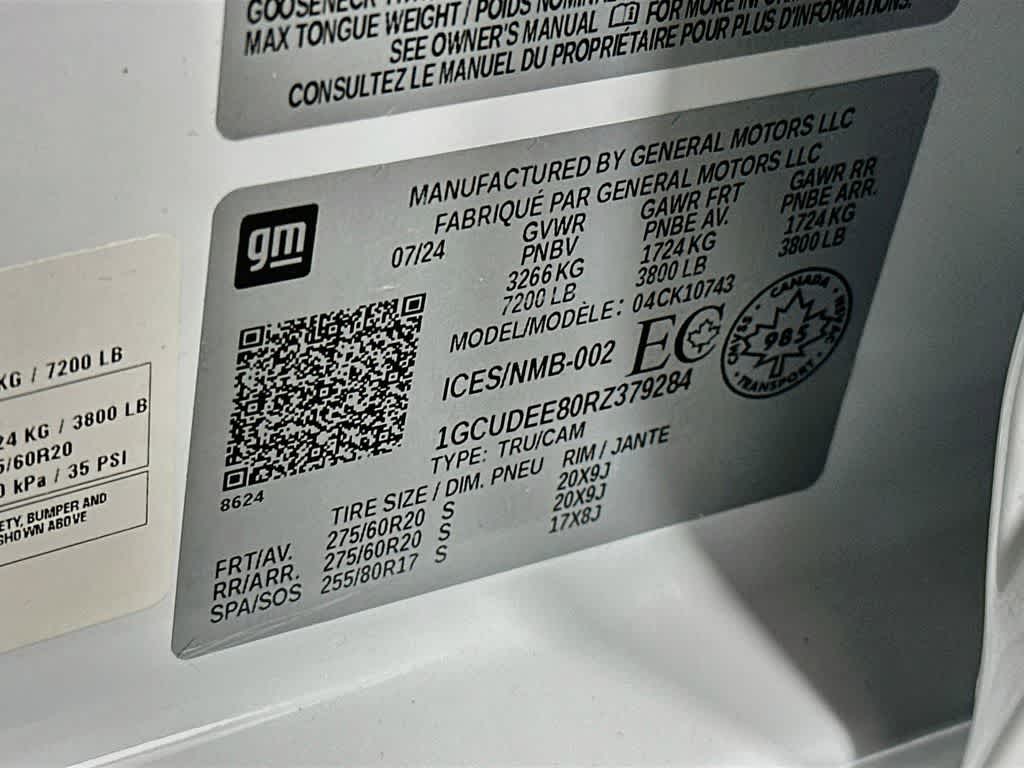 GOOSENECK
MAX TONGUE WEIGHT / POIDS
SEE OWNER'S MANUAL FOR MORE
CONSULTEZ LE MANUEL DU PROPRIÉTAIRE POUR PLUS D'INFORMATIONS.
MANUFACTURED BY GENERAL MOTORS LLC
FABRIQUÉ PAR GENERAL MOTORS LLC
gm
07/24
GVWR GAWR FRT GAWR RR
PNBV PNBE AV. PNBE ARR.
3266 KG 1724 KG 1724 KG
7200 LB 3800 LB 3800 LB
MODEL/MODÈLE: 04CK10743
ICES/NMB-002 EC
CANADA
985
TRANSPORT
1GCUDEE80RZ379284
TYPE: TRU/CAM
8624
TIRE SIZE / DIM. PNEU RIM / JANTE
FRT/AV. 275/60R20 S 20X9J
RR/ARR. 275/60R20 S 20X9J
SPA/SOS 255/80R17 S 17X8J
KG / 7200 LB
24 KG / 3800 LB
5/60R20
0 kPa / 35 PSI
ETY, BUMPER AND
SHOWN ABOVE